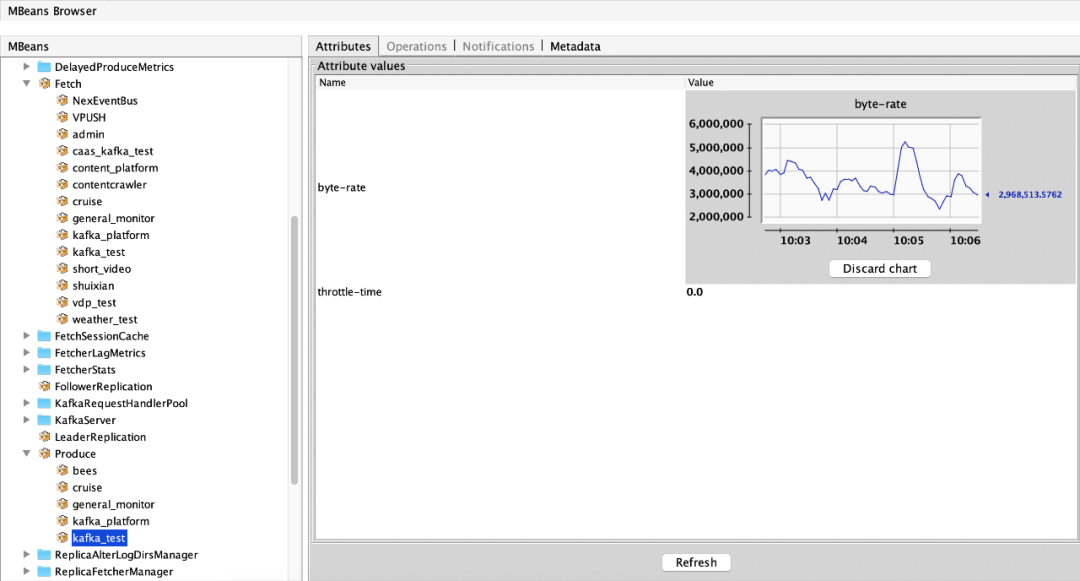 MBeans Browser
MBeans
DelayedProduceMetrics
Fetch
NexEventBus
VPUSH
admin
caas_kafka_test
content_platform
contentcrawler
cruise
general_monitor
kafka_platform
kafka_test
short_video
shuixian
vdp_test
weather_test
FetchSessionCache
FetcherLagMetrics
FetcherStats
FollowerReplication
KafkaRequestHandlerPool
KafkaServer
LeaderReplication
Produce
bees
cruise
general_monitor
kafka_platform
kafka_test
ReplicaAlterLogDirsManager
ReplicaFetcherManager
Attributes Operations Notifications Metadata
Attribute values
Name Value
byte-rate
byte-rate
6,000,000
5,000,000
4,000,000
3,000,000
2,000,000
2,968,513.5762
10:03 10:04 10:05 10:06
Discard chart
throttle-time 0.0
Refresh